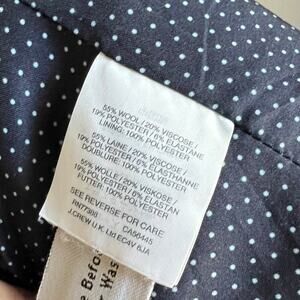 55% WOOL / 20% VISCOSE /
19% POLYESTER / 6% ELASTANE
LINING: 100% POLYESTER
55% LAINE / 20% VISCOSE /
19% POLYESTER / 6% ELASTHANNE
DOUBLURE: 100% POLYESTER
55% WOLLE / 20% VISKOSE /
19% POLYESTER / 6% ELASTAN
FUTTER: 100% POLYESTER
SEE REVERSE FOR CARE
RN77388 CA56445
J.CREW U.K. Ltd EC4V 6JA
e Befo
r Was